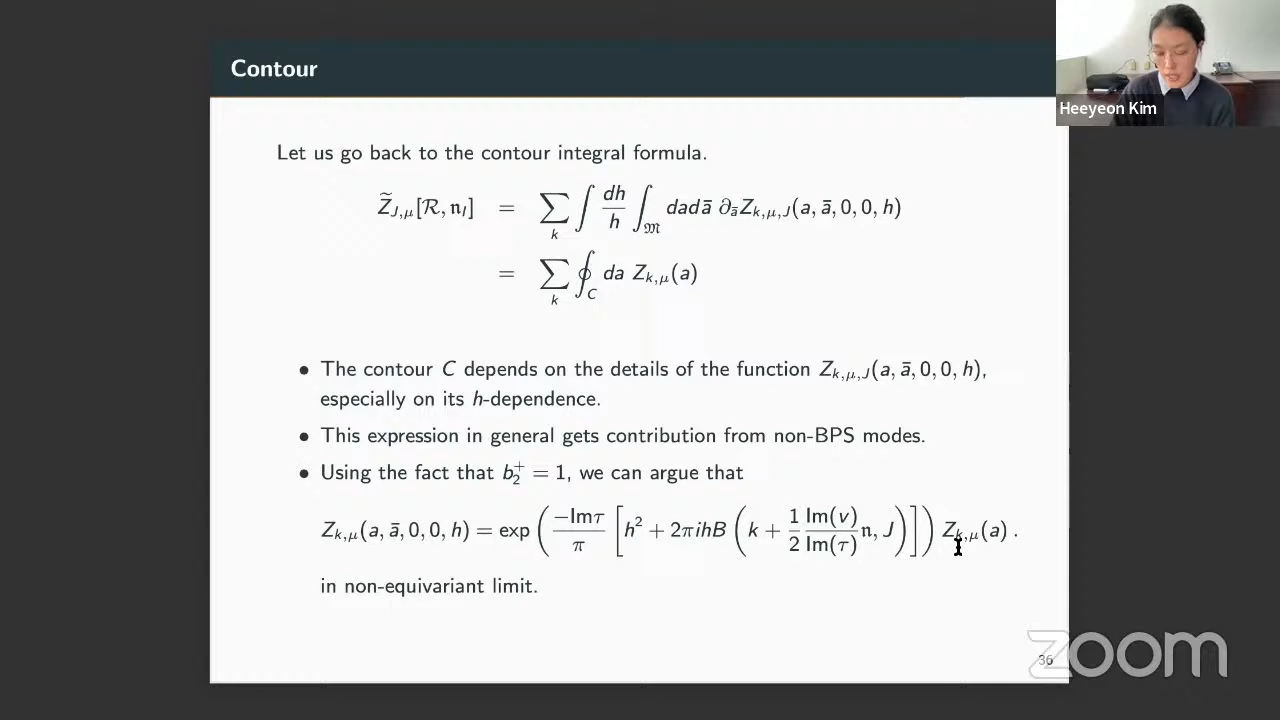 Contour
Heeyeon Kim
Let us go back to the contour integral formula.
Z̃_{J,μ}[ℛ, 𝔫_I] = ∑_k ∫ dh/h ∫_𝔐 da dā ∂_ā Z_{k,μ,J}(a, ā, 0, 0, h)
= ∑_k ∮_C da Z_{k,μ}(a)
• The contour C depends on the details of the function Z_{k,μ,J}(a, ā, 0, 0, h),
especially on its h-dependence.
• This expression in general gets contribution from non-BPS modes.
• Using the fact that b_2^+ = 1, we can argue that
Z_{k,μ}(a, ā, 0, 0, h) = exp( −Imτ/π [ h² + 2πihB ( k + 1/2 Im(v)/Im(τ) 𝔫, J ) ] ) Z_{k,μ}(a) .
in non-equivariant limit.
36
zoom